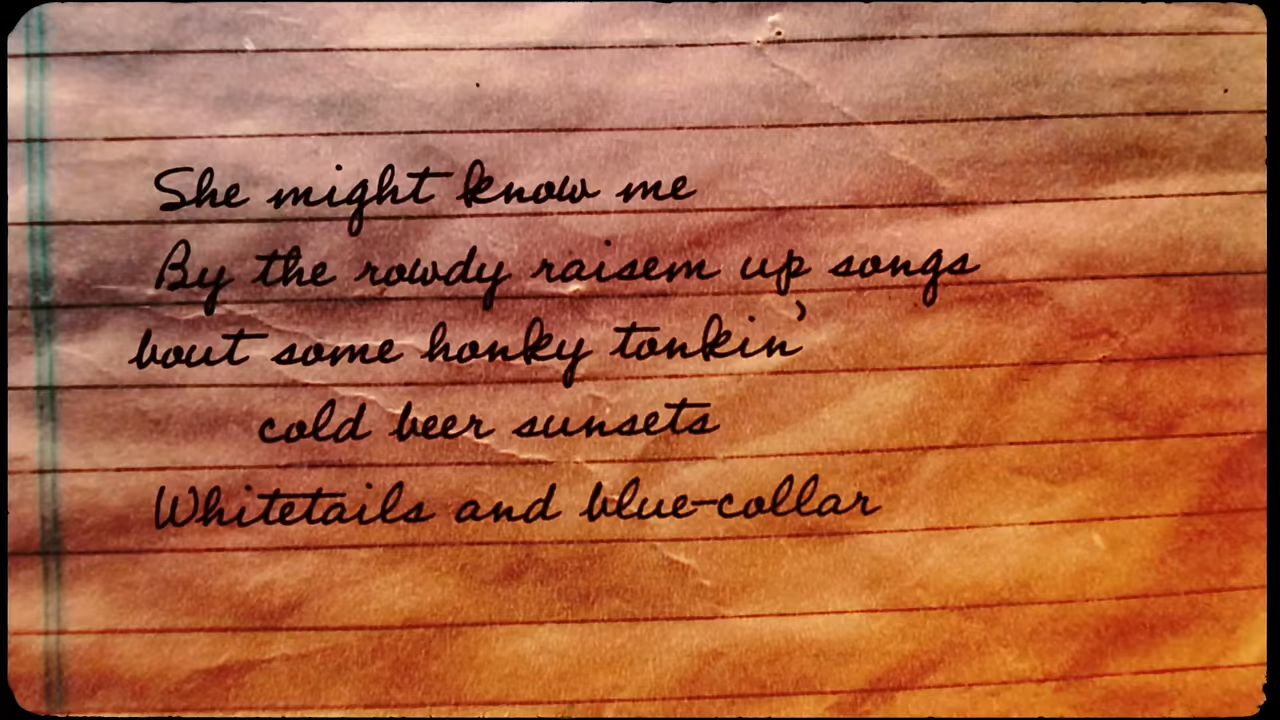 She might know me
By the rowdy raisem up songs
bout some honky tonkin'
cold beer sunsets
Whitetails and blue-collar